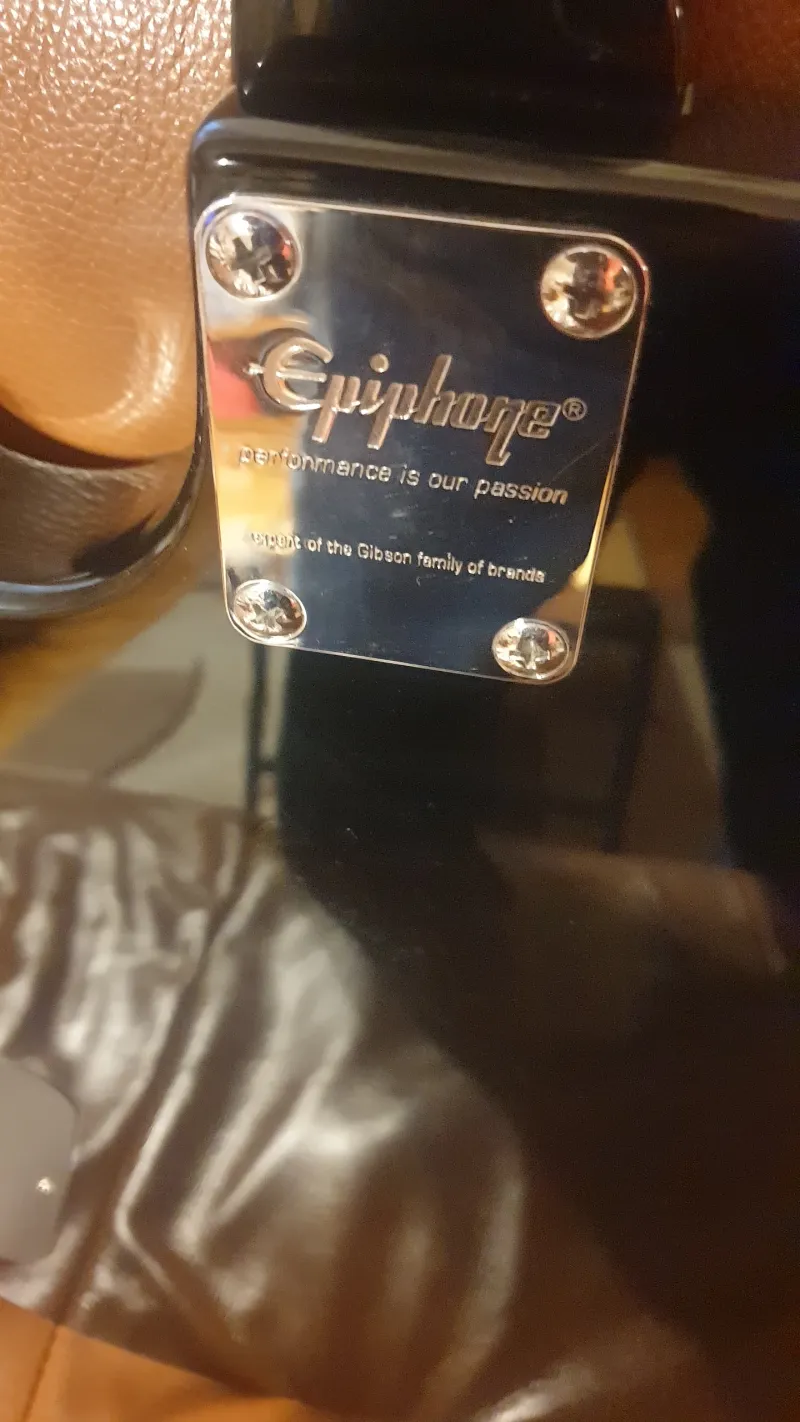 Epiphone®
performance is our passion
of the Gibson family of brands